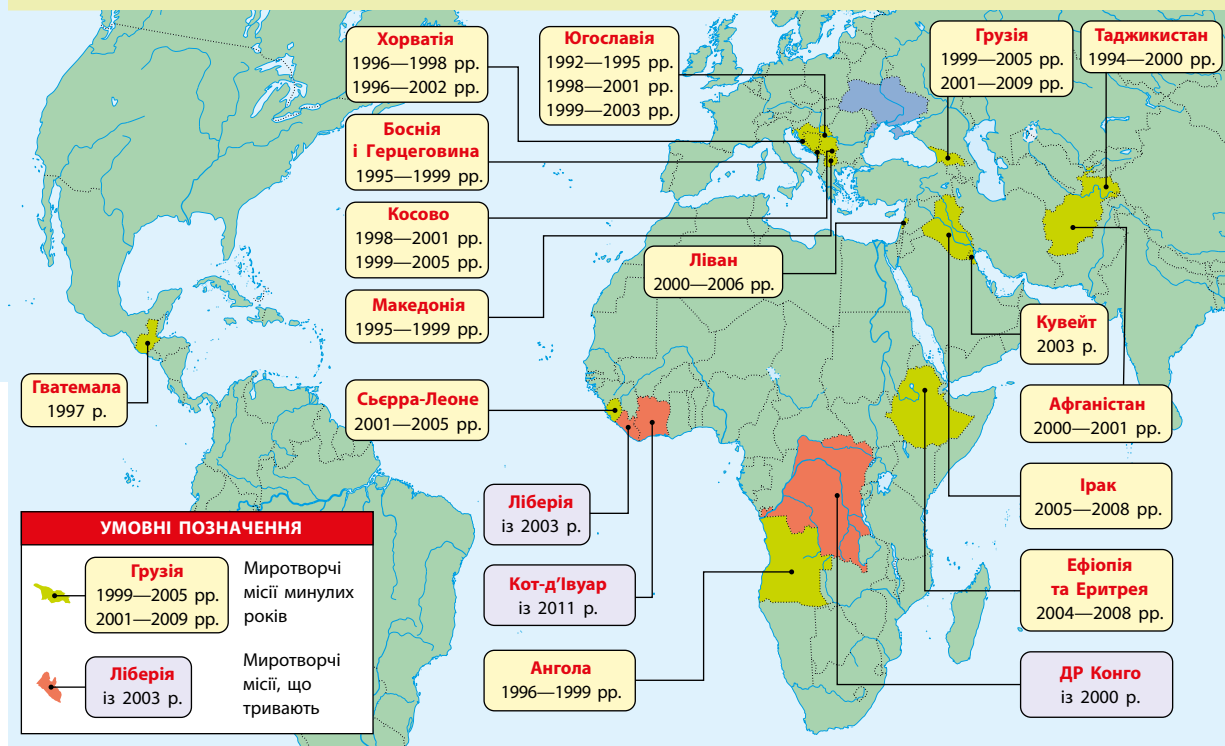 Хорватія
1996—1998 рр.
1996—2002 рр.
Югославія
1992—1995 рр.
1998—2001 рр.
1999—2003 рр.
Грузія
1999—2005 рр.
2001—2009 рр.
Таджикистан
1994—2000 рр.
Боснія
і Герцеговина
1995—1999 рр.
Косово
1998—2001 рр.
1999—2005 рр.
Ліван
2000—2006 рр.
Македонія
1995—1999 рр.
Кувейт
2003 р.
Гватемала
1997 р.
Сьєрра-Леоне
2001—2005 рр.
Афганістан
2000—2001 рр.
Ліберія
із 2003 р.
Ірак
2005—2008 рр.
Кот-д’Івуар
із 2011 р.
Ефіопія
та Еритрея
2004—2008 рр.
Ангола
1996—1999 рр.
ДР Конго
із 2000 р.
УМОВНІ ПОЗНАЧЕННЯ
Грузія
1999—2005 рр.
2001—2009 рр.
Миротворчі
місії минулих
років
Ліберія
із 2003 р.
Миротворчі
місії, що
тривають